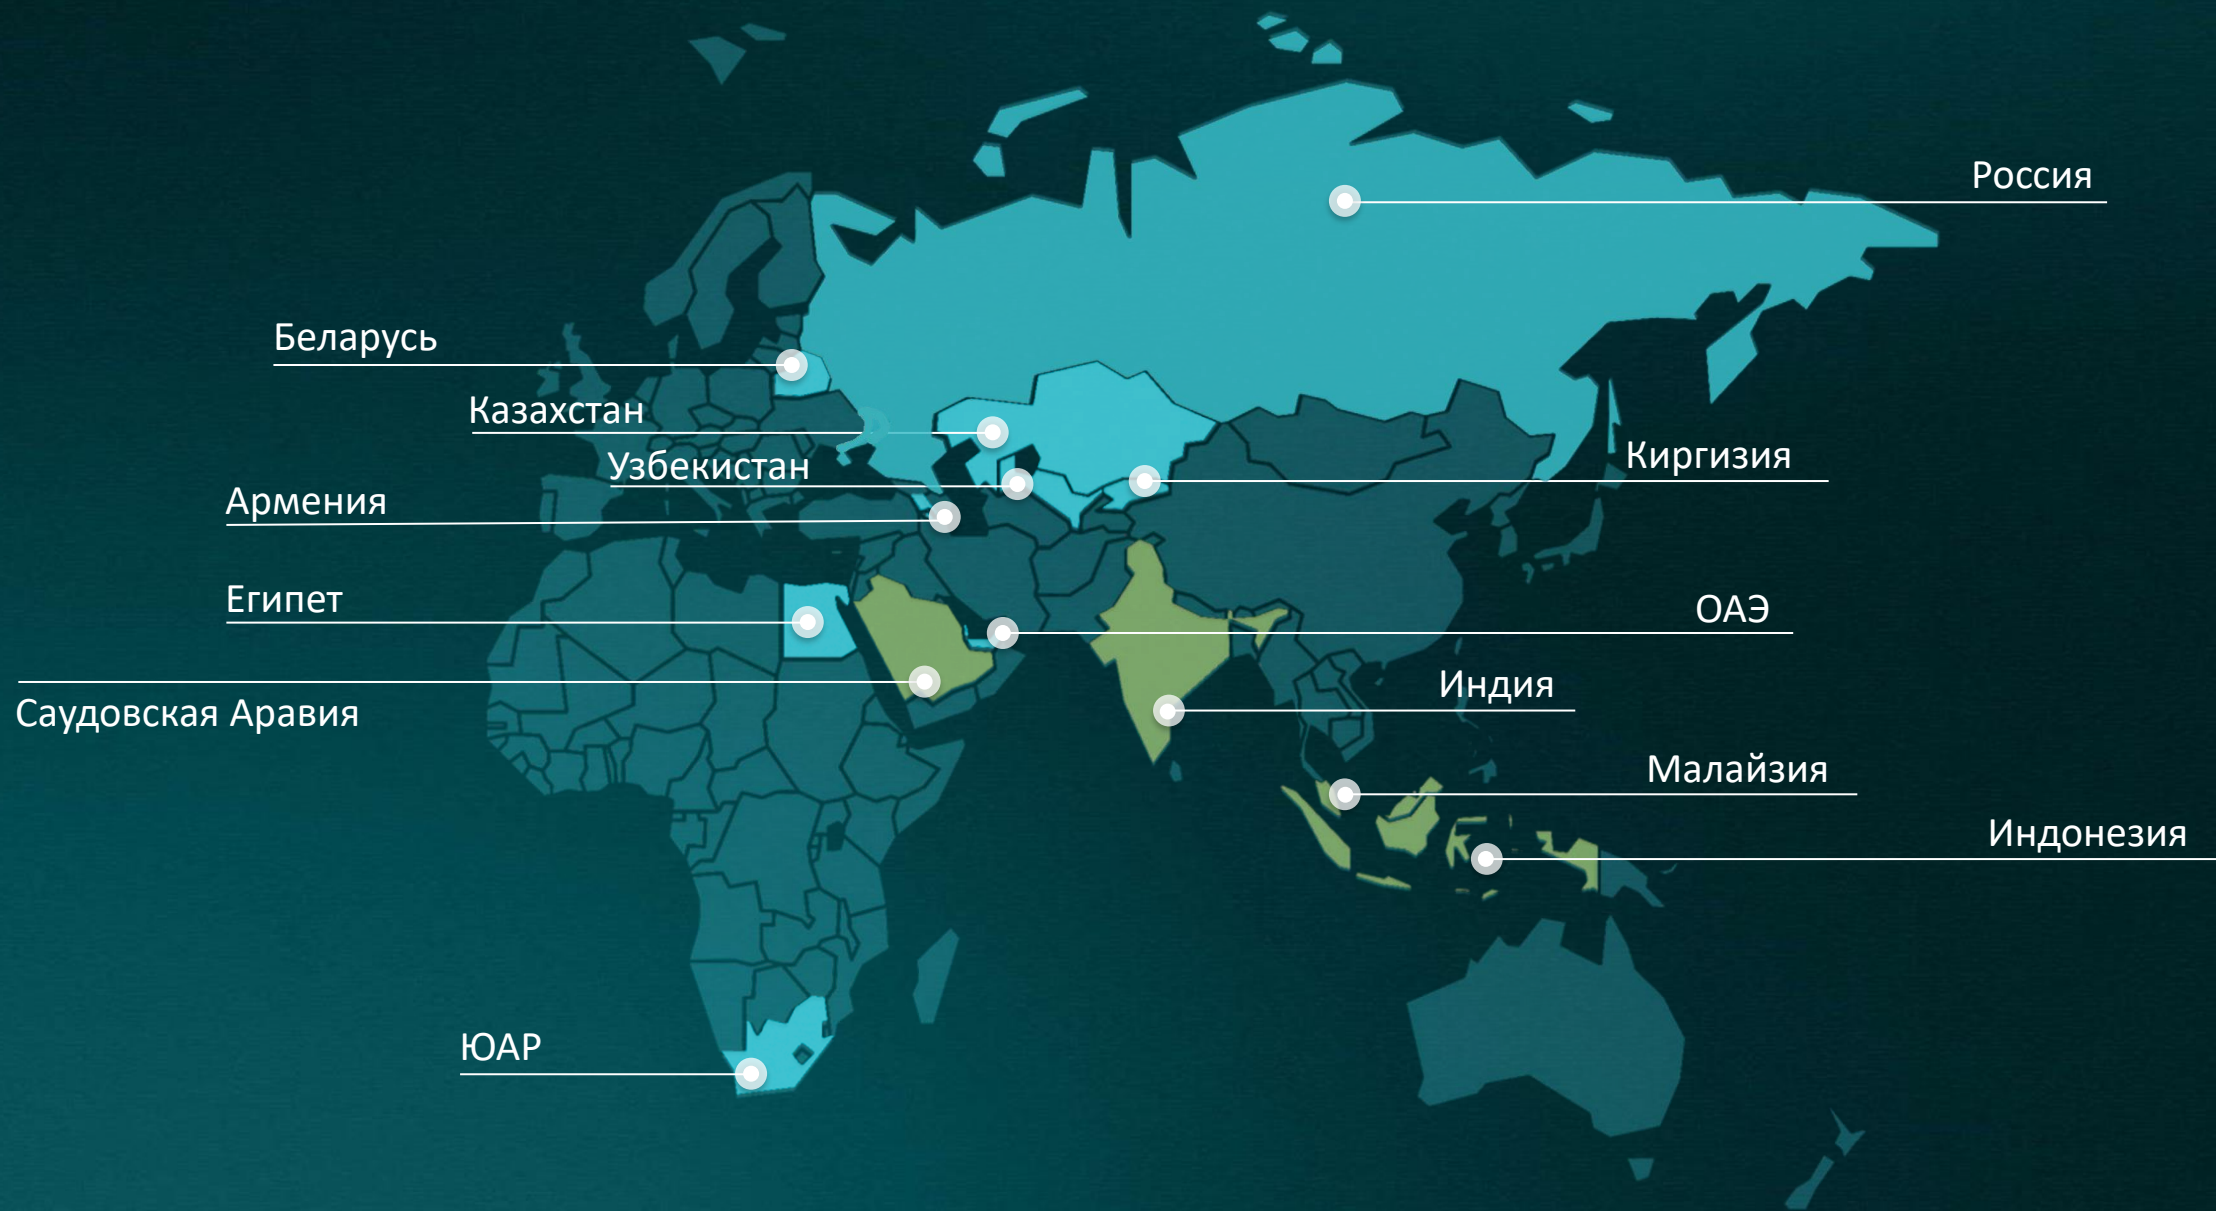 Россия
Беларусь
Казахстан
Киргизия
Узбекистан
Армения
Египет
ОАЭ
Индия
Саудовская Аравия
Малайзия
Индонезия
ЮАР